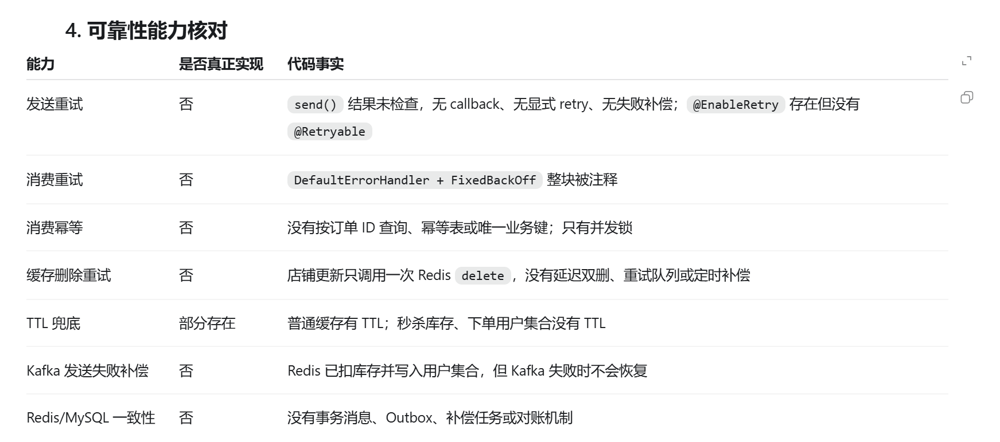 4. 可靠性能力核对
能力 是否真正实现 代码事实
发送重试 否 send() 结果未检查，无 callback、无显式 retry、无失败补偿；@EnableRetry 存在但没有
@Retryable
消费重试 否 DefaultErrorHandler + FixedBackOff 整块被注释
消费幂等 否 没有按订单 ID 查询、幂等表或唯一业务键；只有并发锁
缓存删除重试 否 店铺更新只调用一次 Redis delete，没有延迟双删、重试队列或定时补偿
TTL 兜底 部分存在 普通缓存有 TTL；秒杀库存、下单用户集合没有 TTL
Kafka 发送失败补偿 否 Redis 已扣库存并写入用户集合，但 Kafka 失败时不会恢复
Redis/MySQL 一致性 否 没有事务消息、Outbox、补偿任务或对账机制